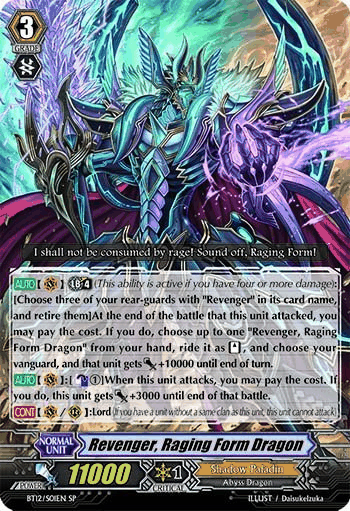 3
GRADE
I shall not be consumed by rage! Sound off, Raging Form!
AUTO [ ] LB4 (This ability is active if you have four or more damage):
[Choose three of your rear-guards with "Revenger" in its card name,
and retire them]At the end of the battle that this unit attacked, you
may pay the cost. If you do, choose up to one "Revenger, Raging
Form Dragon" from your hand, ride it as [ ], and choose your
vanguard, and that unit gets +10000 until end of turn.
AUTO [ ]:[ ①]When this unit attacks, you may pay the cost. If
you do, this unit gets +3000 until end of that battle.
CONT [ / ]:Lord(If you have a unit without a same clan as this unit, this unit cannot attack)
NORMAL
UNIT
Revenger, Raging Form Dragon
POWER
11000
1
CRITICAL
Shadow Paladin
Abyss Dragon
BT12/S01EN SP
ILLUST / DaisukeIzuka